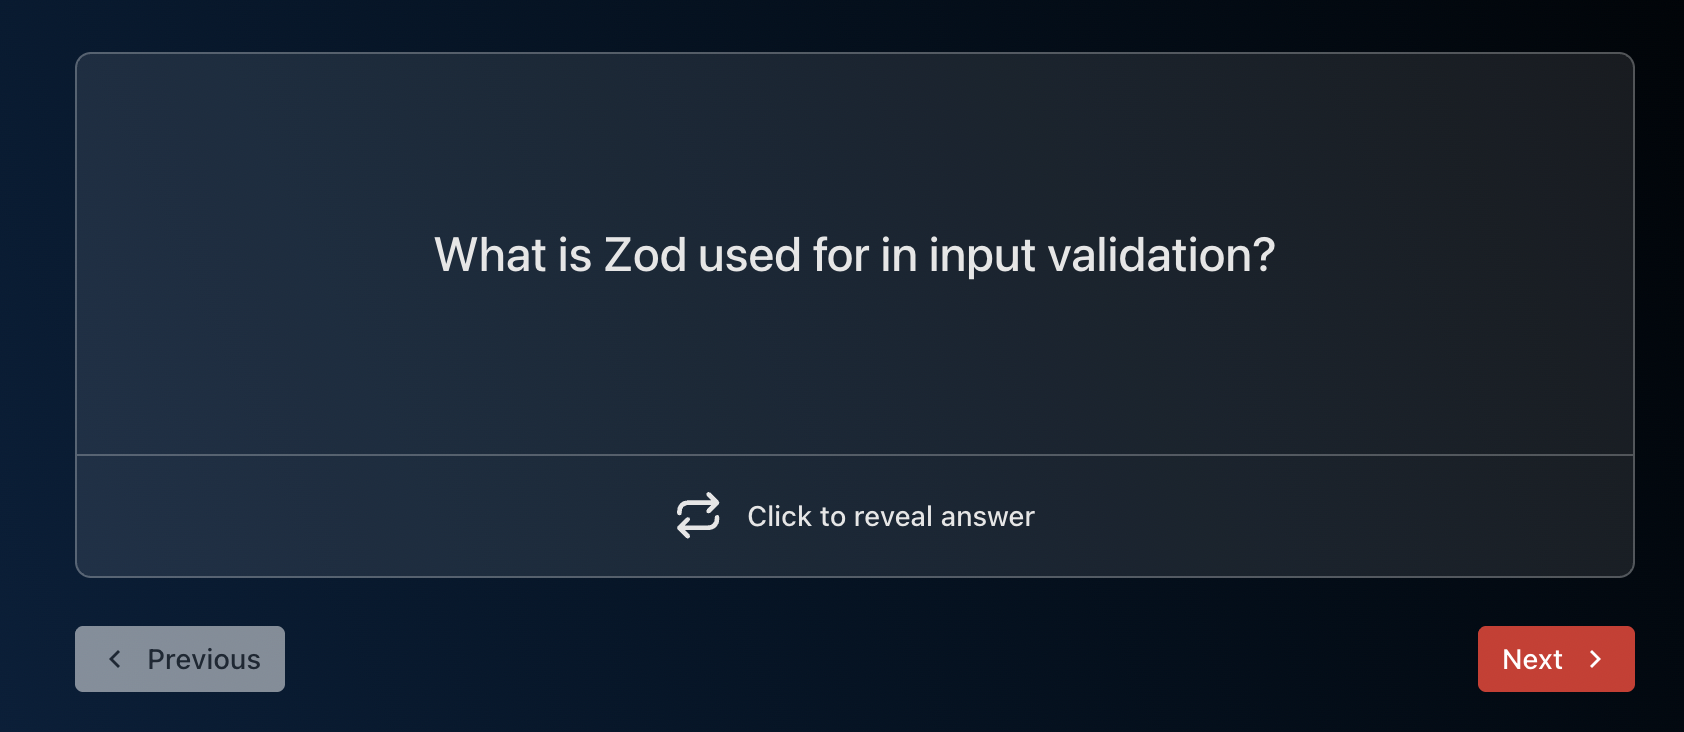 What is Zod used for in input validation?
Click to reveal answer
Previous
Next